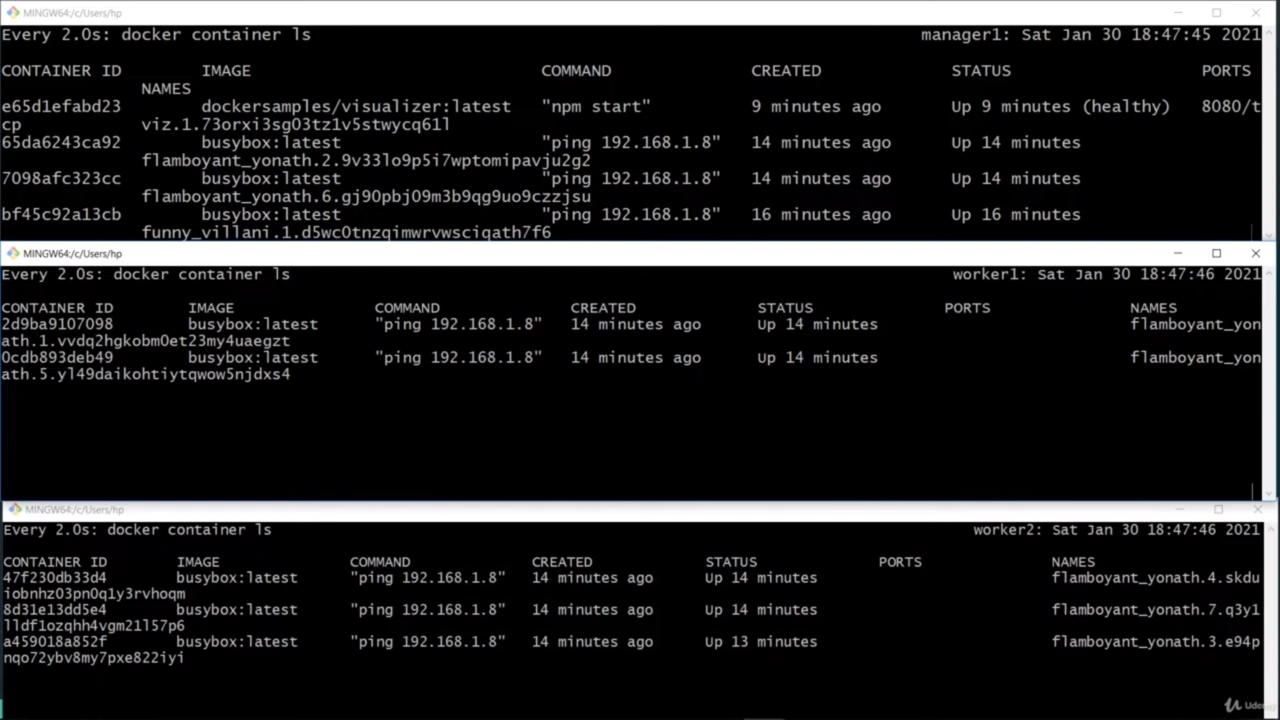 MINGW64:/c/Users/hp
Every 2.0s: docker container ls manager1: Sat Jan 30 18:47:45 2021
CONTAINER ID IMAGE COMMAND CREATED STATUS PORTS
NAMES
e65d1efabd23 dockersamples/visualizer:latest "npm start" 9 minutes ago Up 9 minutes (healthy) 8080/t
cp viz.1.73orxi3sg03tz1v5stwycq61l
65da6243ca92 busybox:latest "ping 192.168.1.8" 14 minutes ago Up 14 minutes
flamboyant_yonath.2.9v33lo9p5i7wptomipavju2g2
7098afc323cc busybox:latest "ping 192.168.1.8" 14 minutes ago Up 14 minutes
flamboyant_yonath.6.gj90pbj09m3b9qg9uo9czzjsu
bf45c92a13cb busybox:latest "ping 192.168.1.8" 16 minutes ago Up 16 minutes
funny_villani.1.d5wc0tnzqimwrvwsciqath7f6
MINGW64:/c/Users/hp
Every 2.0s: docker container ls worker1: Sat Jan 30 18:47:46 2021
CONTAINER ID IMAGE COMMAND CREATED STATUS PORTS NAMES
2d9ba9107098 busybox:latest "ping 192.168.1.8" 14 minutes ago Up 14 minutes flamboyant_yon
ath.1.vvdq2hgkobm0et23my4uaegzt
0cdb893deb49 busybox:latest "ping 192.168.1.8" 14 minutes ago Up 14 minutes flamboyant_yon
ath.5.yl49daikohtiytqwow5njdxs4
MINGW64:/c/Users/hp
Every 2.0s: docker container ls worker2: Sat Jan 30 18:47:46 2021
CONTAINER ID IMAGE COMMAND CREATED STATUS PORTS NAMES
47f230db33d4 busybox:latest "ping 192.168.1.8" 14 minutes ago Up 14 minutes flamboyant_yonath.4.skdu
iobnhz03pn0q1y3rvhoqm
8d31e13dd5e4 busybox:latest "ping 192.168.1.8" 14 minutes ago Up 14 minutes flamboyant_yonath.7.q3y1
lldf1ozqhh4vgm21l57p6
a459018a852f busybox:latest "ping 192.168.1.8" 14 minutes ago Up 13 minutes flamboyant_yonath.3.e94p
nqo72ybv8my7pxe822iyi